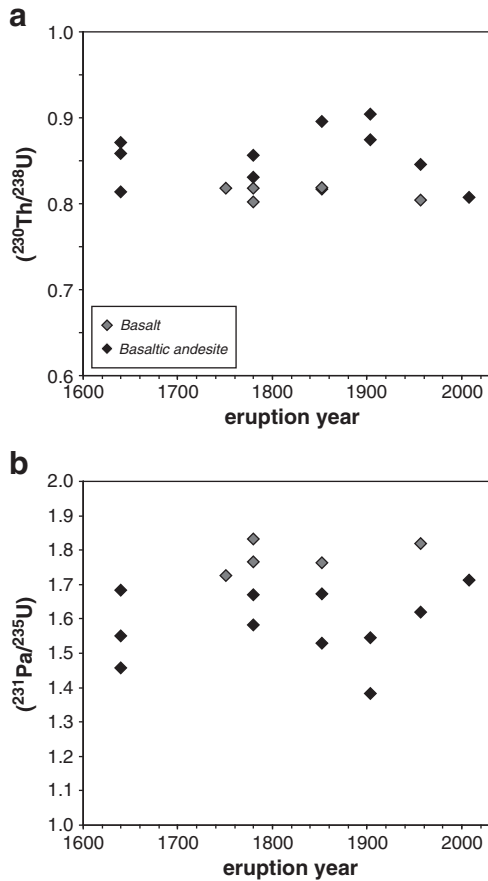 a
1.0
0.9
0.8
0.7
0.6
(²³⁰Th/²³⁸U)
Basalt
Basaltic andesite
1600 1700 1780 1900 2000
eruption year
b
2.0
1.9
1.8
1.7
1.6
1.5
1.4
1.3
1.2
1.1
1.0
(²³¹Pa/²³⁵U)
1600 1700 1800 1900 2000
eruption year